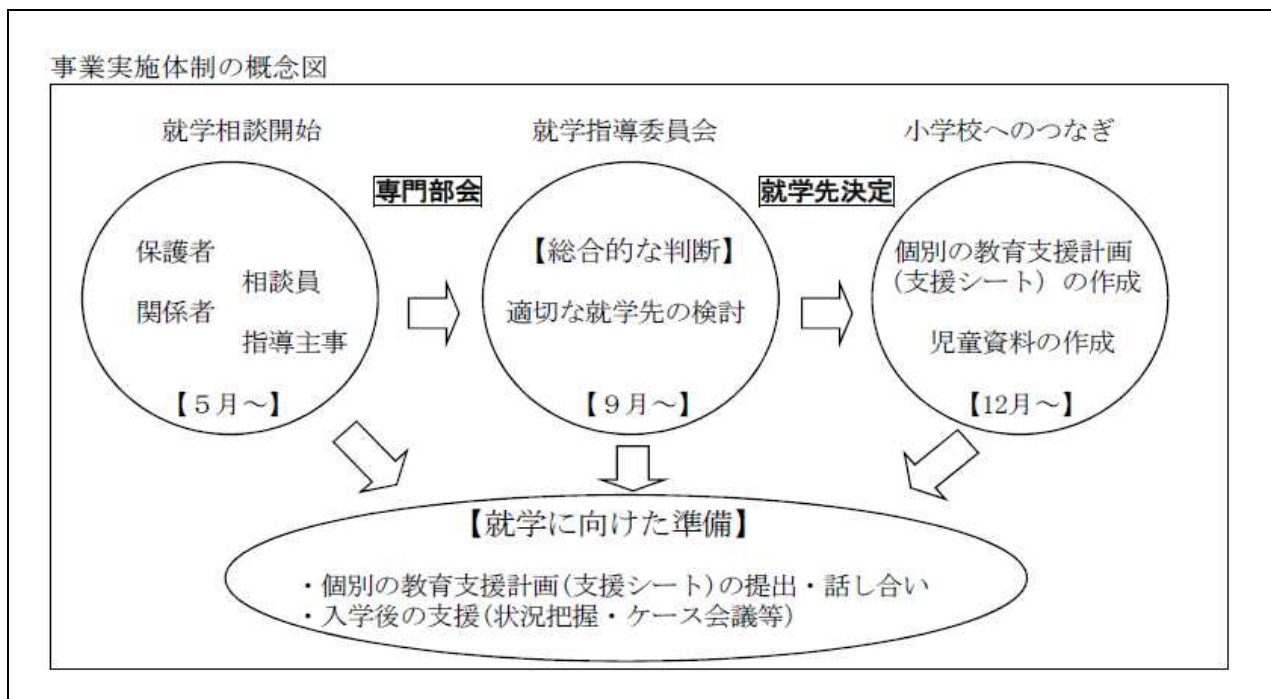 事業実施体制の概念図
就学相談開始
就学指導委員会
小学校へのつなぎ
専門部会
就学先決定
保護者
相談員
関係者
指導主事
【５月～】
【総合的な判断】
適切な就学先の検討
【９月～】
個別の教育支援計画
(支援シート）の作成
児童資料の作成
【12月～】
【就学に向けた準備】
・個別の教育支援計画(支援シート)の提出・話し合い
・入学後の支援(状況把握・ケース会議等)